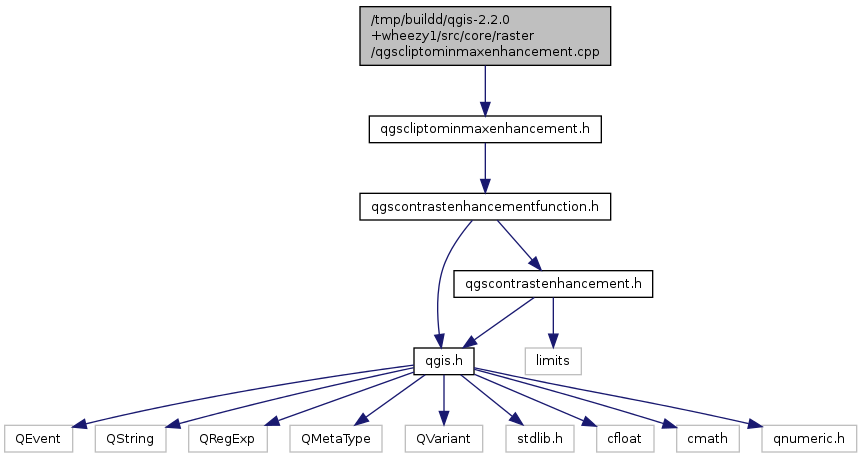 /tmp/buildd/qgis-2.2.0
+wheezy1/src/core/raster
/qgscliptominmaxenhancement.cpp
qgscliptominmaxenhancement.h
qgscontrastenhancementfunction.h
qgscontrastenhancement.h
qgis.h
limits
QEvent
QString
QRegExp
QMetaType
QVariant
stdlib.h
cfloat
cmath
qnumeric.h